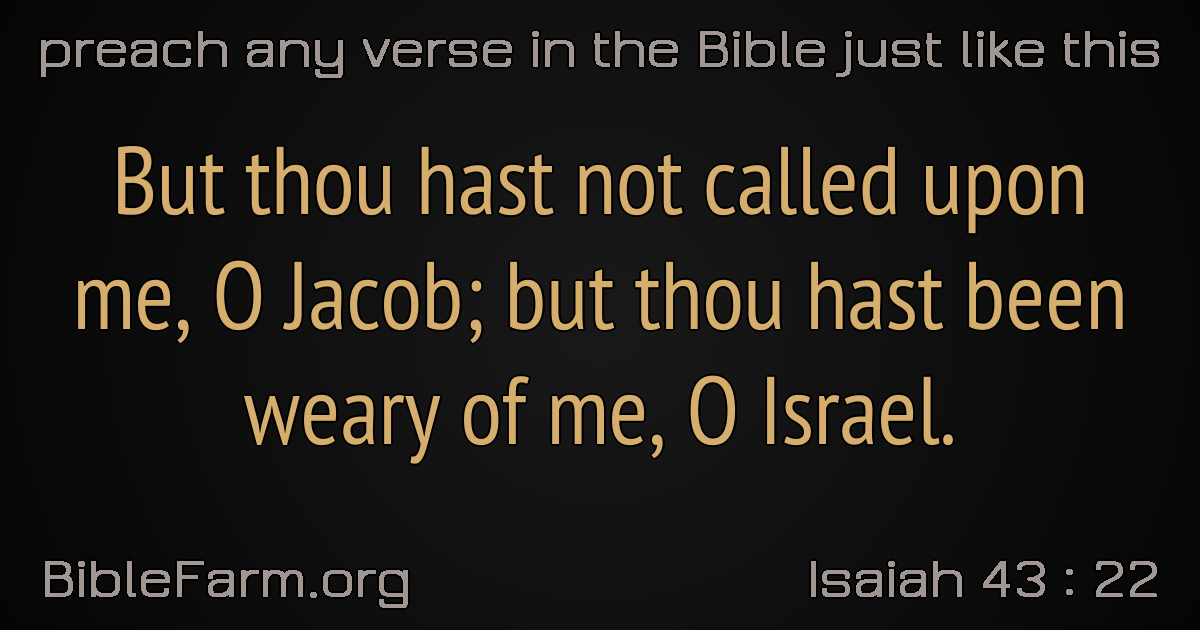 preach any verse in the Bible just like this
But thou hast not called upon
me, O Jacob; but thou hast been
weary of me, O Israel.
BibleFarm.org
Isaiah 43 : 22